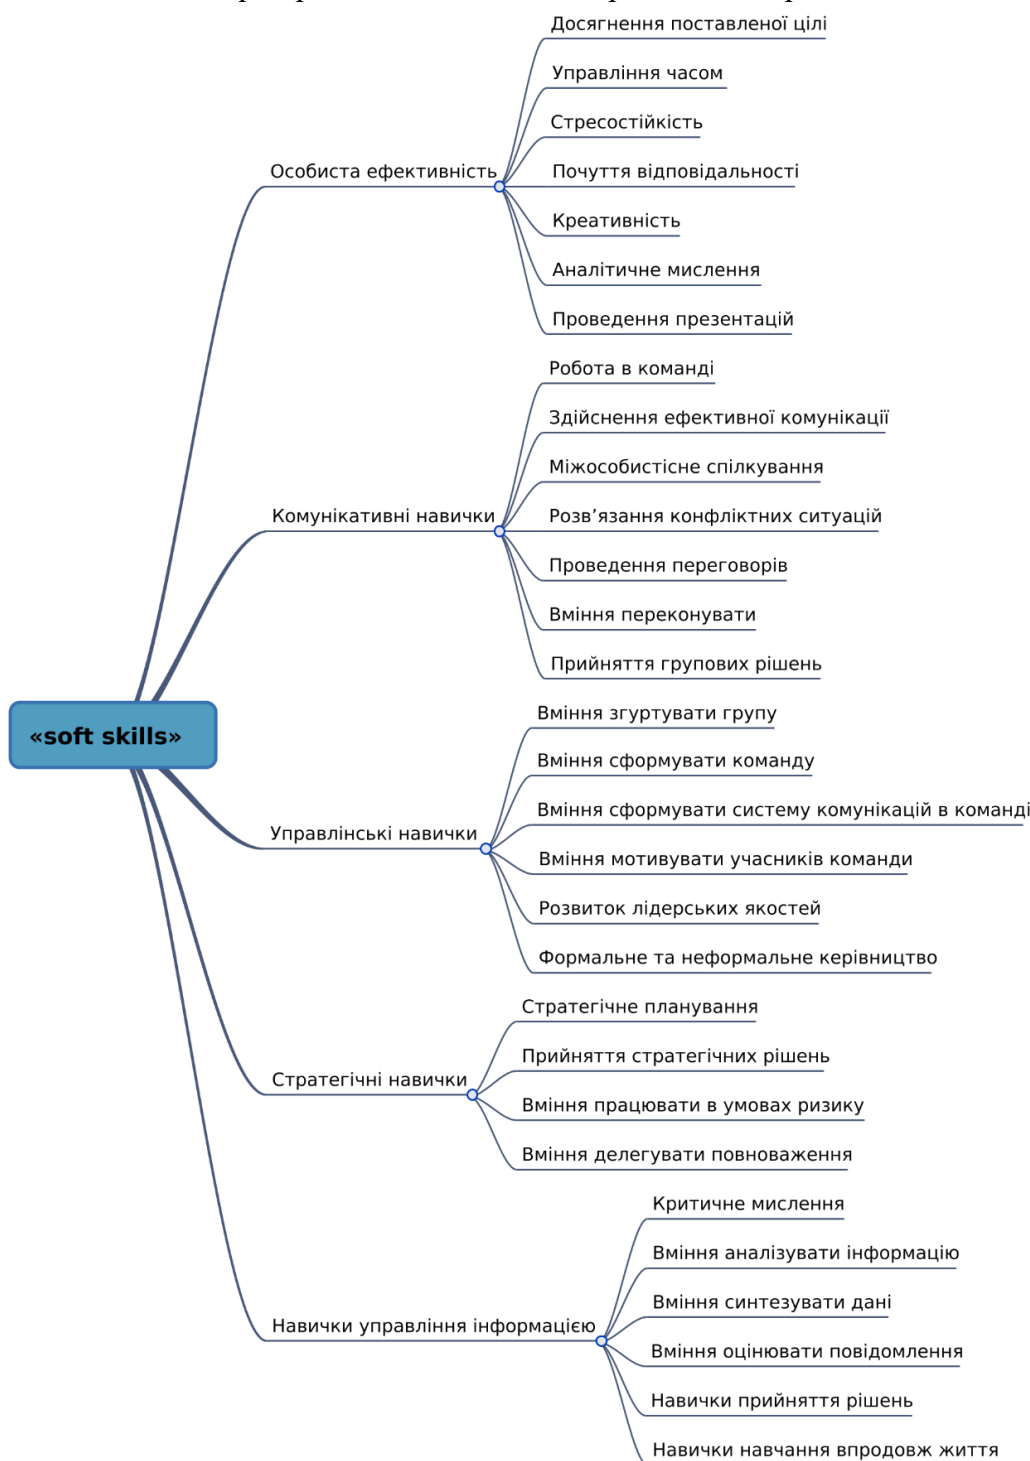 «soft skills»
Особиста ефективність
Досягнення поставленої цілі
Управління часом
Стресостійкість
Почуття відповідальності
Креативність
Аналітичне мислення
Проведення презентацій
Комунікативні навички
Робота в команді
Здійснення ефективної комунікації
Міжособистісне спілкування
Розв’язання конфліктних ситуацій
Проведення переговорів
Вміння переконувати
Прийняття групових рішень
Управлінські навички
Вміння згуртувати групу
Вміння сформувати команду
Вміння сформувати систему комунікацій в команді
Вміння мотивувати учасників команди
Розвиток лідерських якостей
Формальне та неформальне керівництво
Стратегічні навички
Стратегічне планування
Прийняття стратегічних рішень
Вміння працювати в умовах ризику
Вміння делегувати повноваження
Навички управління інформацією
Критичне мислення
Вміння аналізувати інформацію
Вміння синтезувати дані
Вміння оцінювати повідомлення
Навички прийняття рішень
Навички навчання впродовж життя